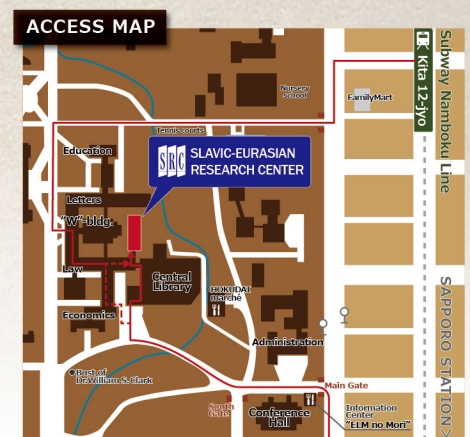 ACCESS MAP
Subway Namboku Line
Kita 12-jyo
Nursery
school
FamilyMart
Tennis courts
Education
SRC
SLAVIC-EURASIAN
RESEARCH CENTER
Letters
"W"-bldg.
Law
Central
Library
HOKUDAI
marché
Economics
Administration
SAPPORO STATION>
Bust of
Dr.William S. Clark
Main Gate
South
Gate
Conference
Hall
Information
Center
"ELM no Mori"